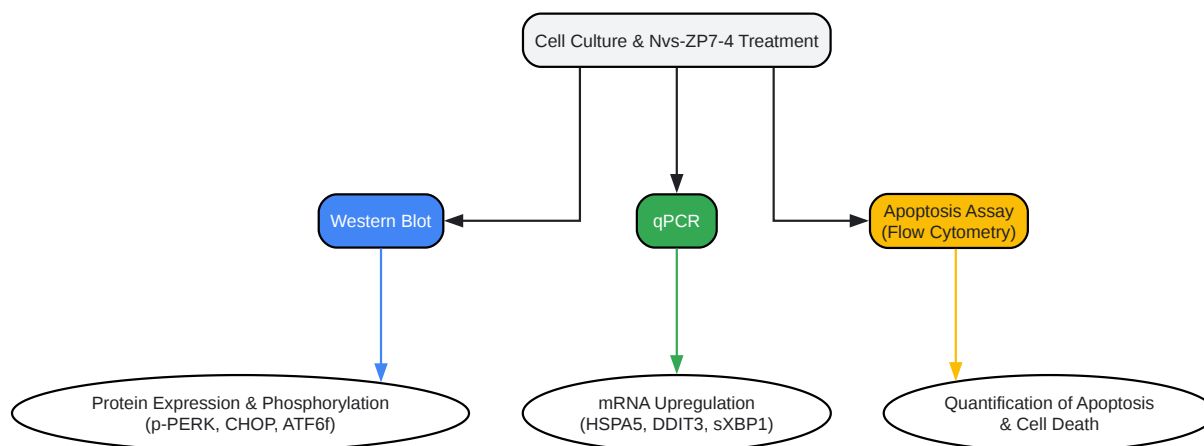 Cell Culture & Nvs-ZP7-4 Treatment
Western Blot
qPCR
Apoptosis Assay
(Flow Cytometry)
Protein Expression & Phosphorylation
(p-PERK, CHOP, ATF6f)
mRNA Upregulation
(HSPA5, DDIT3, sXBP1)
Quantification of Apoptosis
& Cell Death